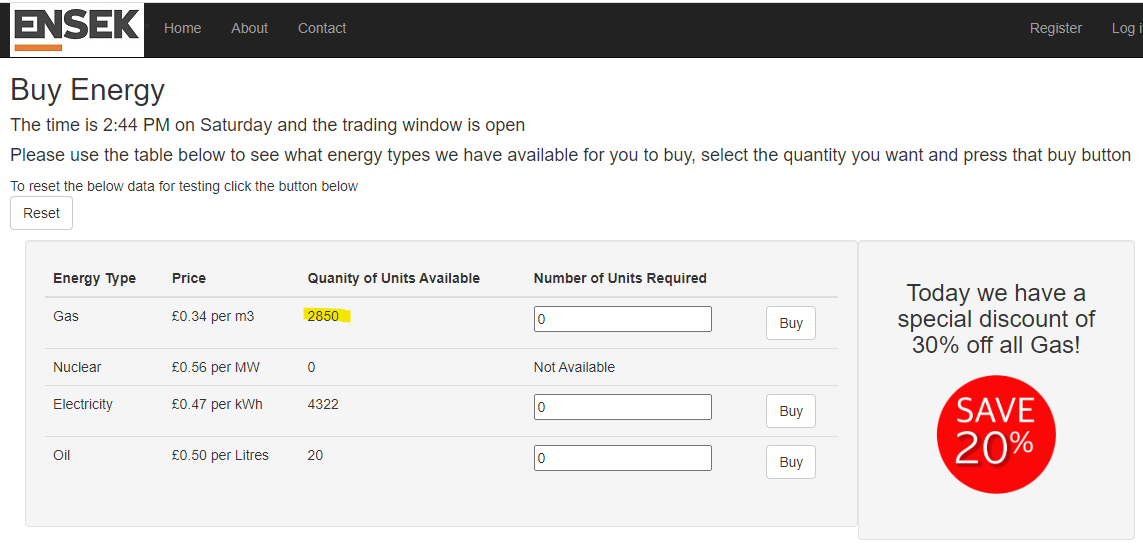 ENSEK Home About Contact Register Log i
Buy Energy
The time is 2:44 PM on Saturday and the trading window is open
Please use the table below to see what energy types we have available for you to buy, select the quantity you want and press that buy button
To reset the below data for testing click the button below
Reset
Energy Type Price Quanity of Units Available Number of Units Required
Gas £0.34 per m3 2850 0 Buy
Nuclear £0.56 per MW 0 Not Available
Electricity £0.47 per kWh 4322 0 Buy
Oil £0.50 per Litres 20 0 Buy
Today we have a
special discount of
30% off all Gas!
SAVE
20%